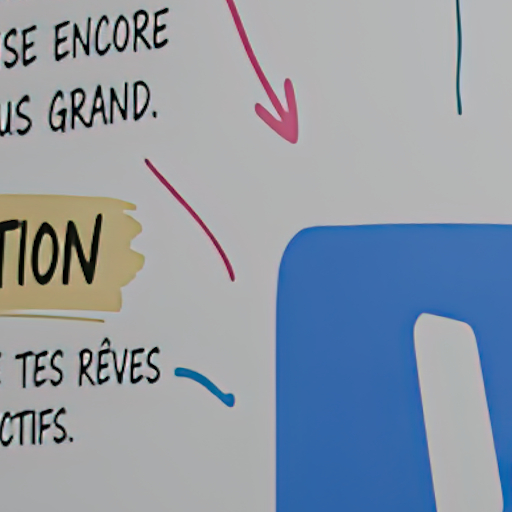 SE ENCORE
US GRAND.
TION
TES RÊVES
CTIFS.